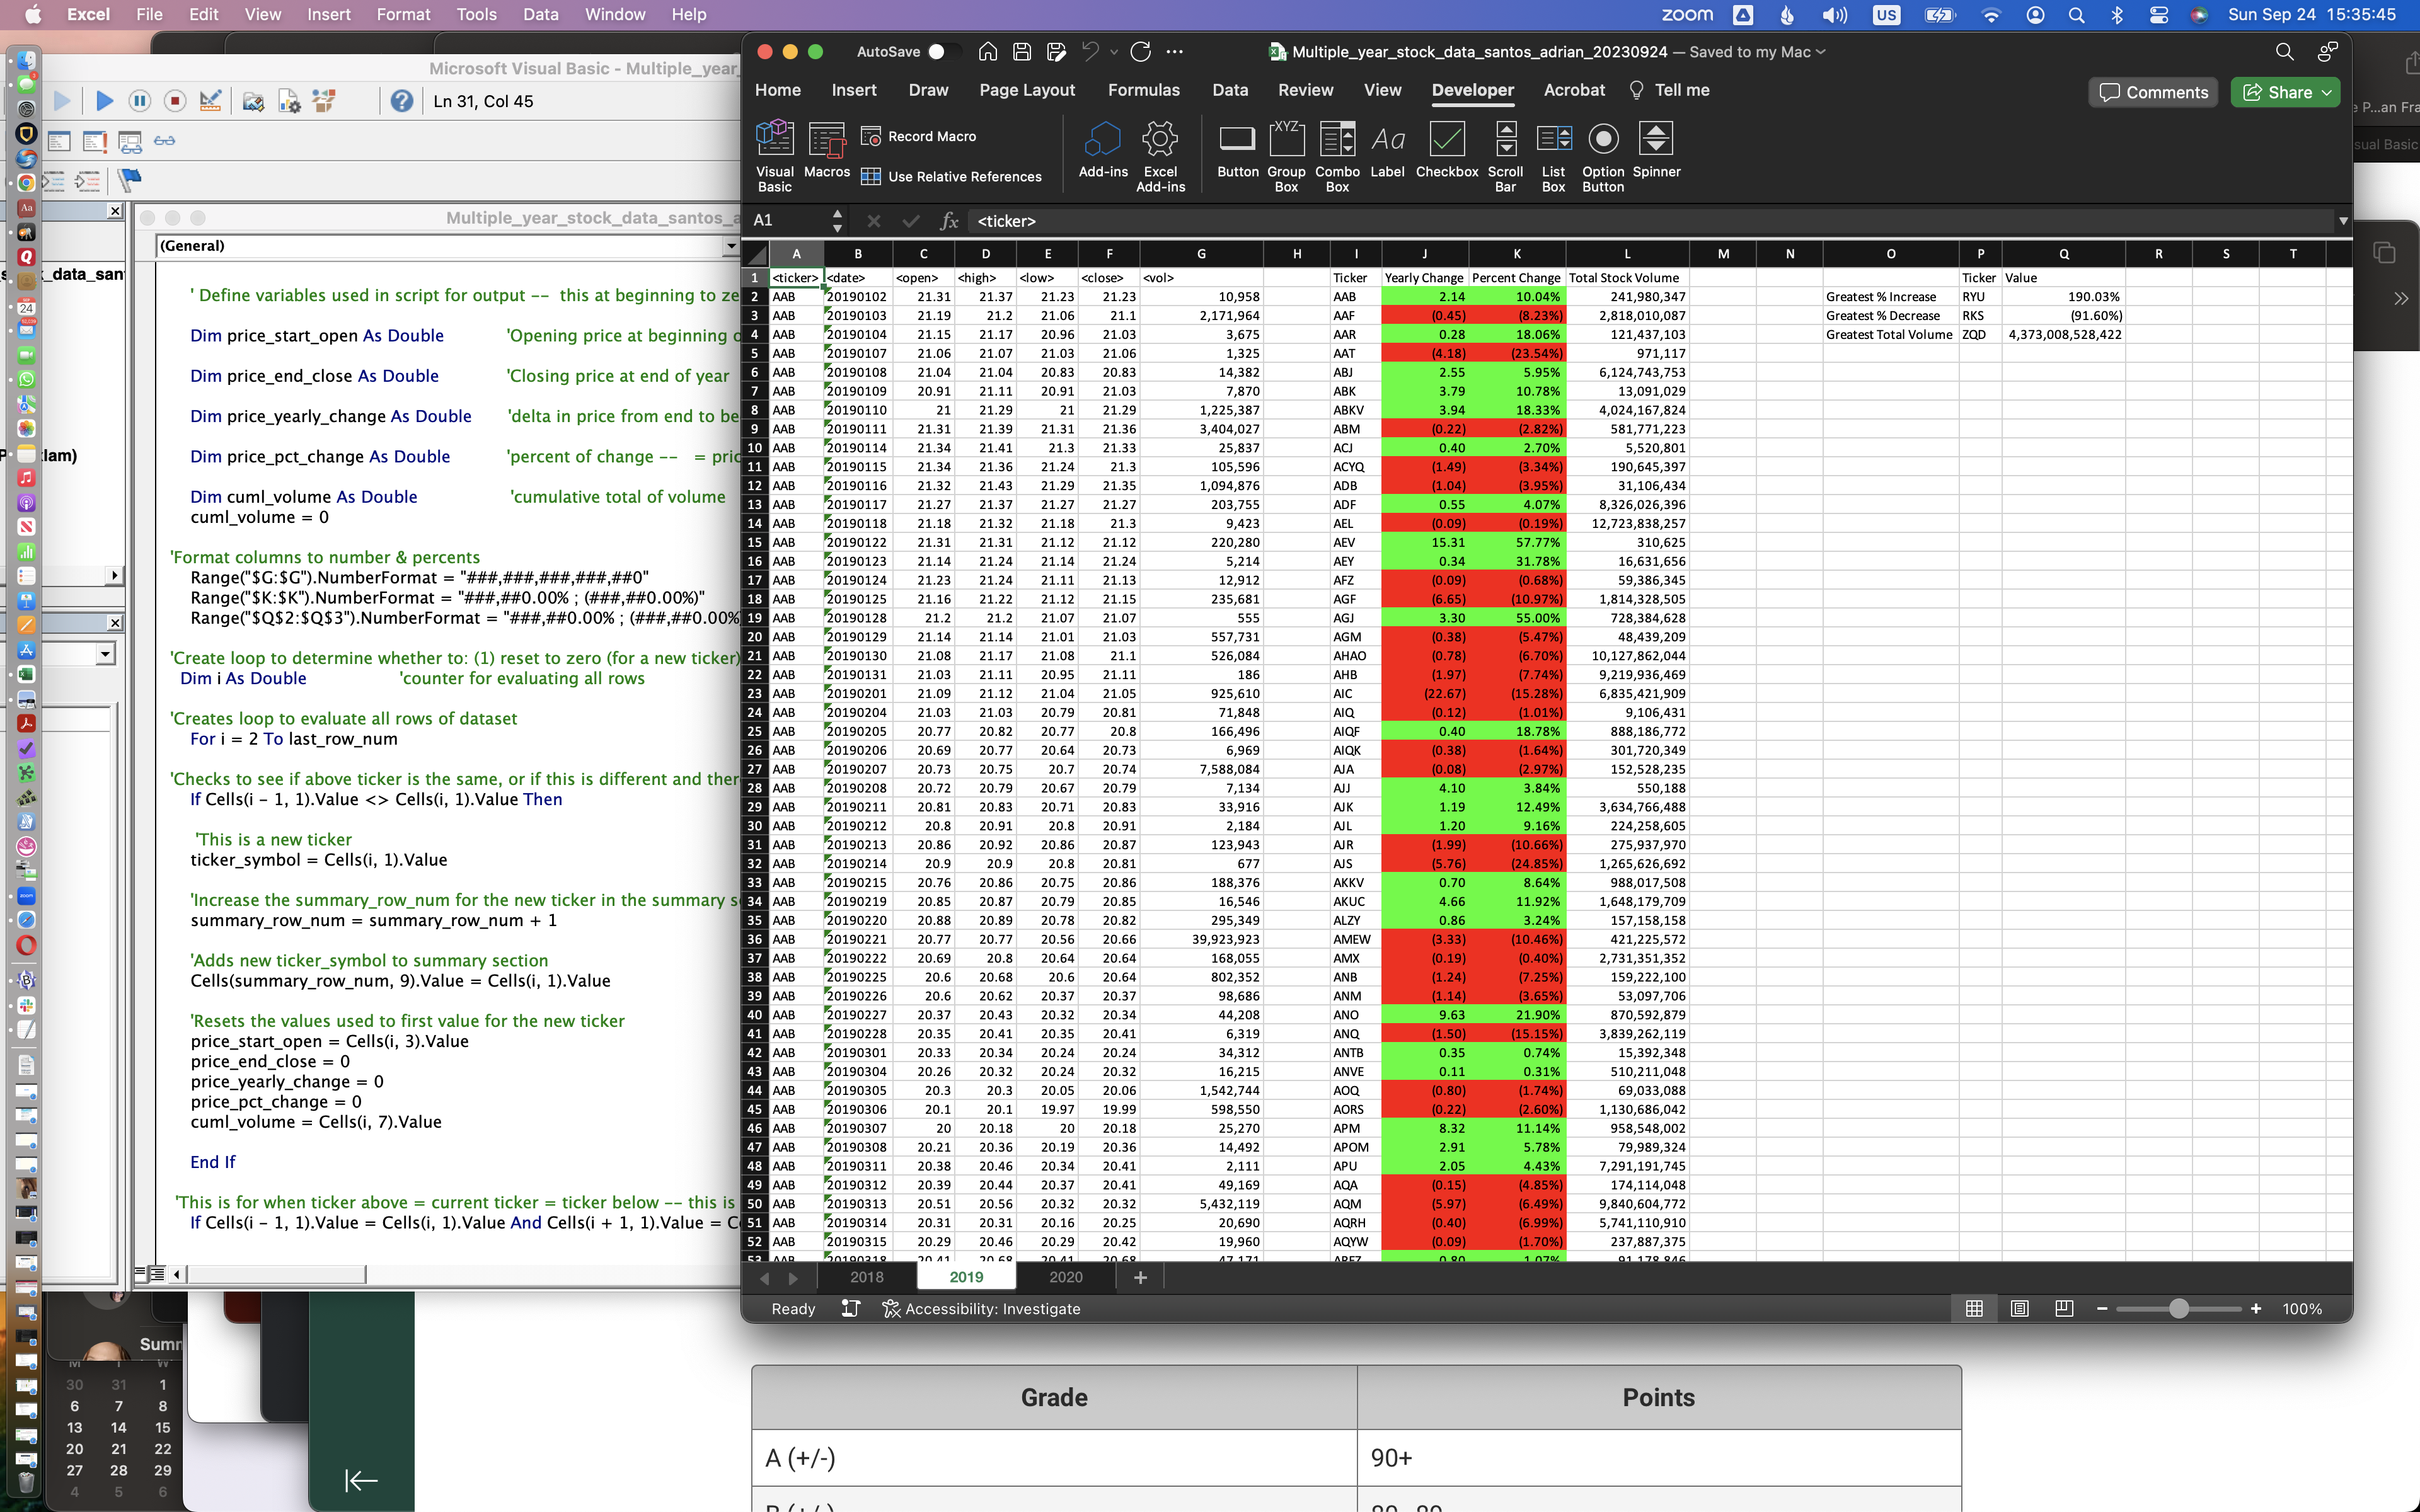 Excel File Edit View Insert Format Tools Data Window Help zoom US Sun Sep 24 15:35:45
Microsoft Visual Basic - Multiple_year_
Ln 31, Col 45
Multiple_year_stock_data_santos_a
(General)
' Define variables used in script for output -- this at beginning to ze
Dim price_start_open As Double 'Opening price at beginning o
Dim price_end_close As Double 'Closing price at end of year
Dim price_yearly_change As Double 'delta in price from end to be
Dim price_pct_change As Double 'percent of change -- = pric
Dim cuml_volume As Double 'cumulative total of volume
cuml_volume = 0
'Format columns to number & percents
Range("$G:$G").NumberFormat = "###,###,###,###,##0"
Range("$K:$K").NumberFormat = "###,##0.00% ; (###,##0.00%)"
Range("$Q$2:$Q$3").NumberFormat = "###,##0.00% ; (###,##0.00%
'Create loop to determine whether to: (1) reset to zero (for a new ticker)
Dim i As Double 'counter for evaluating all rows
'Creates loop to evaluate all rows of dataset
For i = 2 To last_row_num
'Checks to see if above ticker is the same, or if this is different and ther
If Cells(i - 1, 1).Value <> Cells(i, 1).Value Then
'This is a new ticker
ticker_symbol = Cells(i, 1).Value
'Increase the summary_row_num for the new ticker in the summary s
summary_row_num = summary_row_num + 1
'Adds new ticker_symbol to summary section
Cells(summary_row_num, 9).Value = Cells(i, 1).Value
'Resets the values used to first value for the new ticker
price_start_open = Cells(i, 3).Value
price_end_close = 0
price_yearly_change = 0
price_pct_change = 0
cuml_volume = Cells(i, 7).Value
End If
'This is for when ticker above = current ticker = ticker below -- this is
If Cells(i - 1, 1).Value = Cells(i, 1).Value And Cells(i + 1, 1).Value = C
AutoSave Multiple_year_stock_data_santos_adrian_20230924 — Saved to my Mac
Home Insert Draw Page Layout Formulas Data Review View Developer Acrobat Tell me Comments Share
Visual Basic Macros Record Macro Use Relative References Add-ins Excel Add-ins Button Group Box Combo Box Label Checkbox Scroll Bar List Box Option Button Spinner
A1 fx <ticker>
A B C D E F G H I J K L M N O P Q R S T
1 <ticker> <date> <open> <high> <low> <close> <vol> Ticker Yearly Change Percent Change Total Stock Volume Ticker Value
2 AAB 20190102 21.31 21.37 21.23 21.23 10,958 AAB 2.14 10.04% 241,980,347 Greatest % Increase RYU 190.03%
3 AAB 20190103 21.19 21.2 21.06 21.1 2,171,964 AAF (0.45) (8.23%) 2,818,010,087 Greatest % Decrease RKS (91.60%)
4 AAB 20190104 21.15 21.17 20.96 21.03 3,675 AAR 0.28 18.06% 121,437,103 Greatest Total Volume ZQD 4,373,008,528,422
5 AAB 20190107 21.06 21.07 21.03 21.06 1,325 AAT (4.18) (23.54%) 971,117
6 AAB 20190108 21.04 21.04 20.83 20.83 14,382 ABJ 2.55 5.95% 6,124,743,753
7 AAB 20190109 20.91 21.11 20.91 21.03 7,870 ABK 3.79 10.78% 13,091,029
8 AAB 20190110 21 21.29 21 21.29 1,225,387 ABKV 3.94 18.33% 4,024,167,824
9 AAB 20190111 21.31 21.39 21.31 21.36 3,404,027 ABM (0.22) (2.82%) 581,771,223
10 AAB 20190114 21.34 21.41 21.3 21.33 25,837 ACJ 0.40 2.70% 5,520,801
11 AAB 20190115 21.34 21.36 21.24 21.3 105,596 ACYQ (1.49) (3.34%) 190,645,397
12 AAB 20190116 21.32 21.43 21.29 21.35 1,094,876 ADB (1.04) (3.95%) 31,106,434
13 AAB 20190117 21.27 21.37 21.27 21.27 203,755 ADF 0.55 4.07% 8,326,026,396
14 AAB 20190118 21.18 21.32 21.18 21.3 9,423 AEL (0.09) (0.19%) 12,723,838,257
15 AAB 20190122 21.31 21.31 21.12 21.12 220,280 AEV 15.31 57.77% 310,625
16 AAB 20190123 21.14 21.24 21.14 21.24 5,214 AEY 0.34 31.78% 16,631,656
17 AAB 20190124 21.23 21.24 21.11 21.13 12,912 AFZ (0.09) (0.68%) 59,386,345
18 AAB 20190125 21.16 21.22 21.12 21.15 235,681 AGF (6.65) (10.97%) 1,814,328,505
19 AAB 20190128 21.2 21.2 21.07 21.07 555 AGJ 3.30 55.00% 728,384,628
20 AAB 20190129 21.14 21.14 21.01 21.03 557,731 AGM (0.38) (5.47%) 48,439,209
21 AAB 20190130 21.08 21.17 21.08 21.1 526,084 AHAO (0.78) (6.70%) 10,127,862,044
22 AAB 20190131 21.03 21.11 20.95 21.11 186 AHB (1.97) (7.74%) 9,219,936,469
23 AAB 20190201 21.09 21.12 21.04 21.05 925,610 AIC (22.67) (15.28%) 6,835,421,909
24 AAB 20190204 21.03 21.03 20.79 20.81 71,848 AIQ (0.12) (1.01%) 9,106,431
25 AAB 20190205 20.77 20.82 20.77 20.8 166,496 AIQF 0.40 18.78% 888,186,772
26 AAB 20190206 20.69 20.77 20.64 20.73 6,969 AIQK (0.38) (1.64%) 301,720,349
27 AAB 20190207 20.73 20.75 20.7 20.74 7,588,084 AJA (0.08) (2.97%) 152,528,235
28 AAB 20190208 20.72 20.79 20.67 20.79 7,134 AJJ 4.10 3.84% 550,188
29 AAB 20190211 20.81 20.83 20.71 20.83 33,916 AJK 1.19 12.49% 3,634,766,488
30 AAB 20190212 20.8 20.91 20.8 20.91 2,184 AJL 1.20 9.16% 224,258,605
31 AAB 20190213 20.86 20.92 20.86 20.87 123,943 AJR (1.99) (10.66%) 275,937,970
32 AAB 20190214 20.9 20.9 20.8 20.81 677 AJS (5.76) (24.85%) 1,265,626,692
33 AAB 20190215 20.76 20.86 20.75 20.86 188,376 AKKV 0.70 8.64% 988,017,508
34 AAB 20190219 20.85 20.87 20.79 20.85 16,546 AKUC 4.66 11.92% 1,648,179,709
35 AAB 20190220 20.88 20.89 20.78 20.82 295,349 ALZY 0.86 3.24% 157,158,158
36 AAB 20190221 20.77 20.77 20.56 20.66 39,923,923 AMEW (3.33) (10.46%) 421,225,572
37 AAB 20190222 20.69 20.8 20.64 20.64 168,055 AMX (0.19) (0.40%) 2,731,351,352
38 AAB 20190225 20.6 20.68 20.6 20.64 802,352 ANB (1.24) (7.25%) 159,222,100
39 AAB 20190226 20.6 20.62 20.37 20.37 98,686 ANM (1.14) (3.65%) 53,097,706
40 AAB 20190227 20.37 20.43 20.32 20.34 44,208 ANO 9.63 21.90% 870,592,879
41 AAB 20190228 20.35 20.41 20.35 20.41 6,319 ANQ (1.50) (15.15%) 3,839,262,119
42 AAB 20190301 20.33 20.34 20.24 20.24 34,312 ANTB 0.35 0.74% 15,392,348
43 AAB 20190304 20.26 20.32 20.24 20.32 16,215 ANVE 0.11 0.31% 510,211,048
44 AAB 20190305 20.3 20.3 20.05 20.06 1,542,744 AOQ (0.80) (1.74%) 69,033,088
45 AAB 20190306 20.1 20.1 19.97 19.99 598,550 AORS (0.22) (2.60%) 1,130,686,042
46 AAB 20190307 20 20.18 20 20.18 25,270 APM 8.32 11.14% 958,548,002
47 AAB 20190308 20.21 20.36 20.19 20.36 14,492 APOM 2.91 5.78% 79,989,324
48 AAB 20190311 20.38 20.46 20.34 20.41 2,111 APU 2.05 4.43% 7,291,191,745
49 AAB 20190312 20.39 20.44 20.37 20.41 49,169 AQA (0.15) (4.85%) 174,114,048
50 AAB 20190313 20.51 20.56 20.32 20.32 5,432,119 AQM (5.97) (6.49%) 9,840,604,772
51 AAB 20190314 20.31 20.31 20.16 20.25 20,690 AQRH (0.40) (6.99%) 5,741,110,910
52 AAB 20190315 20.29 20.46 20.29 20.42 19,960 AQYW (0.09) (1.70%) 237,887,375
2018 2019 2020
Ready Accessibility: Investigate 100%
Summ
30 31 1
6 7 8
13 14 15
20 21 22
27 28 29
4 5 6
Grade Points
A (+/-) 90+